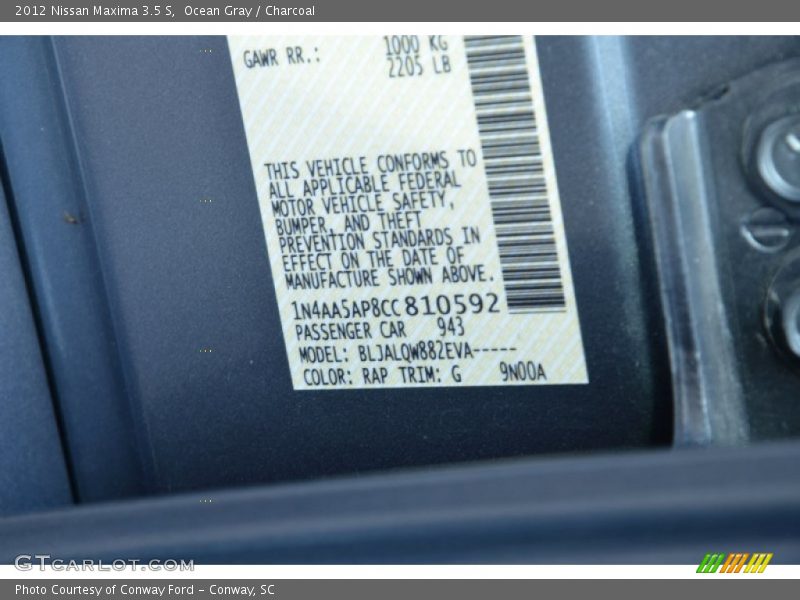 2012 Nissan Maxima 3.5 S, Ocean Gray / Charcoal
GAWR RR.: 1000 KG
2205 LB
THIS VEHICLE CONFORMS TO
ALL APPLICABLE FEDERAL
MOTOR VEHICLE SAFETY,
BUMPER, AND THEFT
PREVENTION STANDARDS IN
EFFECT ON THE DATE OF
MANUFACTURE SHOWN ABOVE.
1N4AA5AP8CC810592
PASSENGER CAR 943
MODEL: BLJALQW882EVA-----
COLOR: RAP TRIM: G 9N00A
GTCARLOT.COM
Photo Courtesy of Conway Ford - Conway, SC